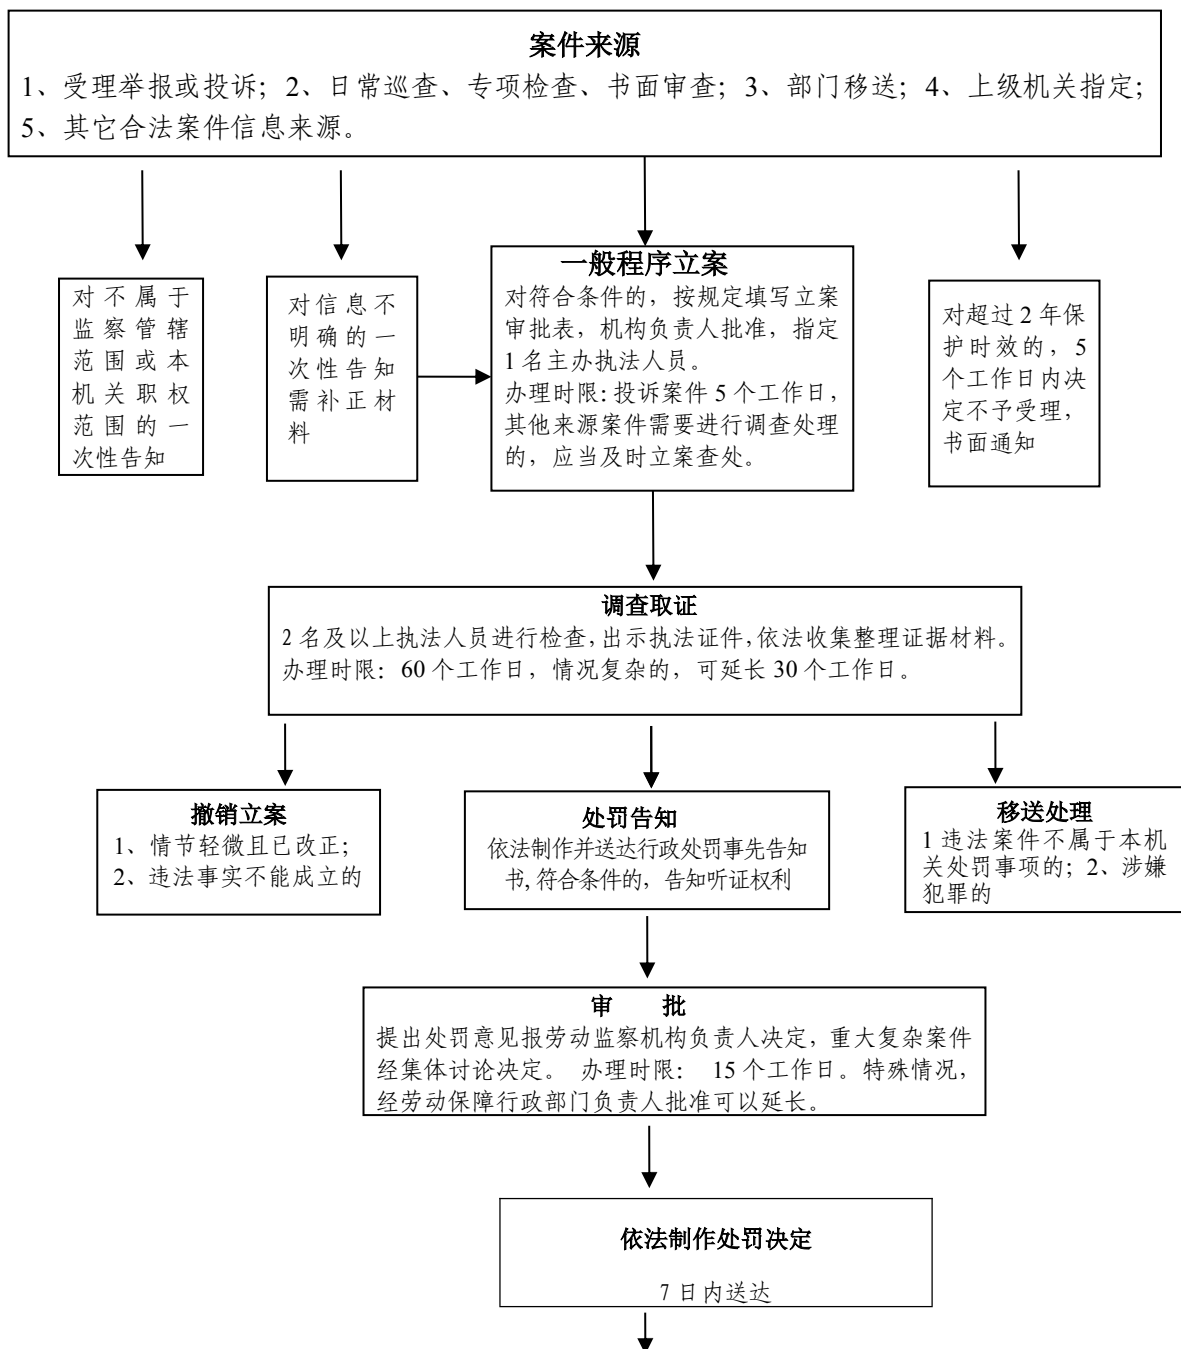 案件来源
1、受理举报或投诉；2、日常巡查、专项检查、书面审查；3、部门移送；4、上级机关指定；
5、其它合法案件信息来源。
对不属于
监察管辖
范围或本
机关职权
范围的一
次性告知
对信息不
明确的一
次性告知
需补正材
料
一般程序立案
对符合条件的，按规定填写立案
审批表，机构负责人批准，指定
1名主办执法人员。
办理时限：投诉案件5个工作日，
其他来源案件需要进行调查处理
的，应当及时立案查处。
对超过2年保
护时效的，5
个工作日内决
定不予受理，
书面通知
调查取证
2名及以上执法人员进行检查，出示执法证件，依法收集整理证据材料。
办理时限：60个工作日，情况复杂的，可延长30个工作日。
撤销立案
1、情节轻微且已改正；
2、违法事实不能成立的
处罚告知
依法制作并送达行政处罚事先告知
书，符合条件的，告知听证权利
移送处理
1 违法案件不属于本机
关处罚事项的；2、涉嫌
犯罪的
审　　批
提出处罚意见报劳动监察机构负责人决定，重大复杂案件
经集体讨论决定。 办理时限： 15个工作日。特殊情况，
经劳动保障行政部门负责人批准可以延长。
依法制作处罚决定
7日内送达